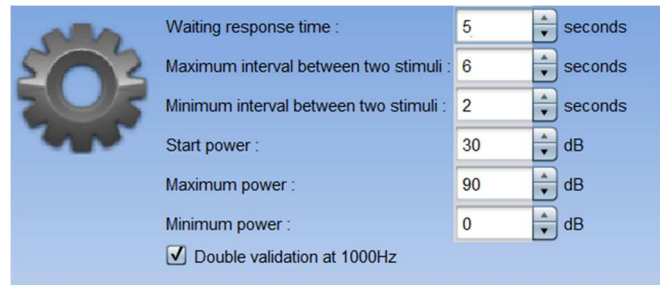 Waiting response time : 5 seconds
Maximum interval between two stimuli : 6 seconds
Minimum interval between two stimuli : 2 seconds
Start power : 30 dB
Maximum power : 90 dB
Minimum power : 0 dB
Double validation at 1000Hz